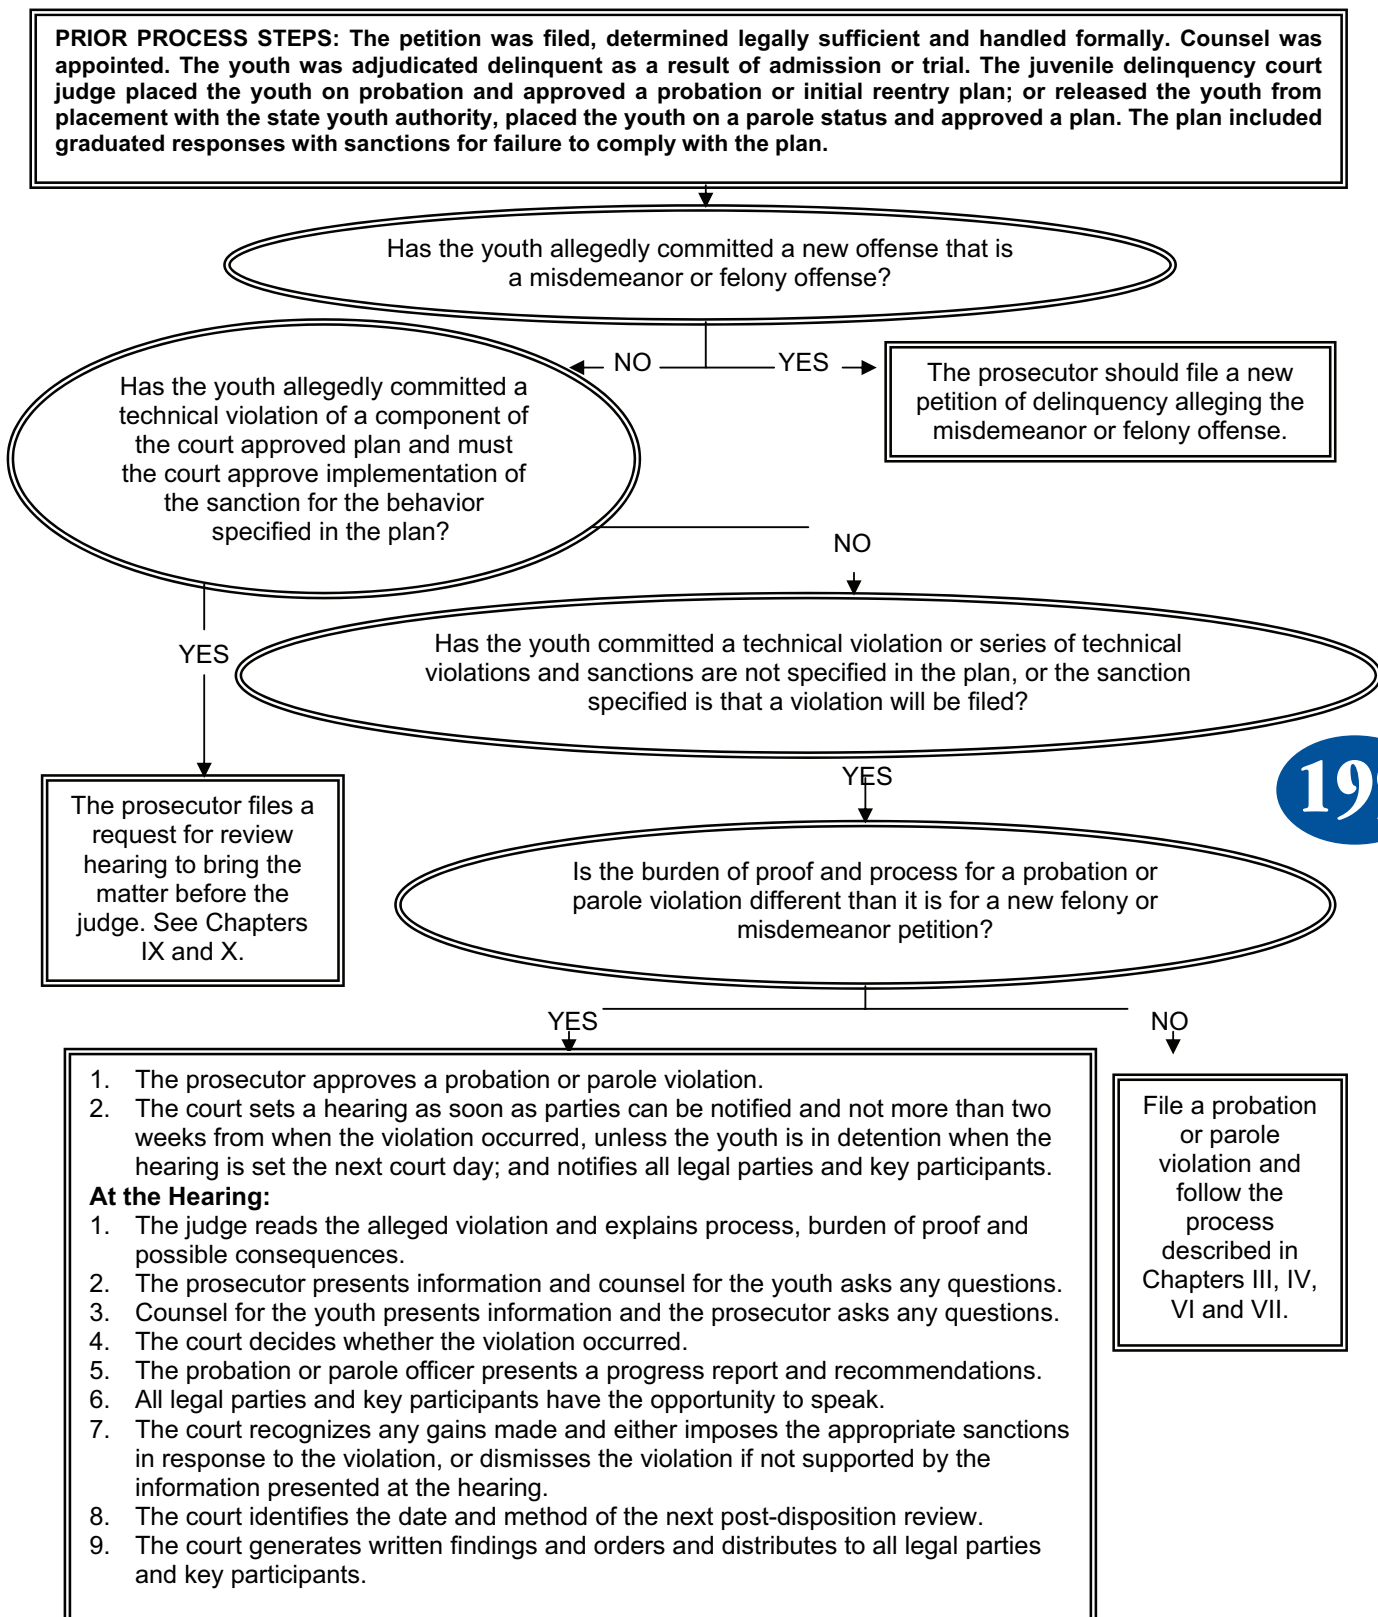 PRIOR PROCESS STEPS: The petition was filed, determined legally sufficient and handled formally. Counsel was
appointed. The youth was adjudicated delinquent as a result of admission or trial. The juvenile delinquency court
judge placed the youth on probation and approved a probation or initial reentry plan; or released the youth from
placement with the state youth authority, placed the youth on a parole status and approved a plan. The plan included
graduated responses with sanctions for failure to comply with the plan.
Has the youth allegedly committed a new offense that is
a misdemeanor or felony offense?
NO
YES
Has the youth allegedly committed a
technical violation of a component of
the court approved plan and must
the court approve implementation of
the sanction for the behavior
specified in the plan?
The prosecutor should file a new
petition of delinquency alleging the
misdemeanor or felony offense.
NO
YES
Has the youth committed a technical violation or series of technical
violations and sanctions are not specified in the plan, or the sanction
specified is that a violation will be filed?
The prosecutor files a
request for review
hearing to bring the
matter before the
judge. See Chapters
IX and X.
YES
Is the burden of proof and process for a probation or
parole violation different than it is for a new felony or
misdemeanor petition?
YES
NO
1. The prosecutor approves a probation or parole violation.
2. The court sets a hearing as soon as parties can be notified and not more than two
weeks from when the violation occurred, unless the youth is in detention when the
hearing is set the next court day; and notifies all legal parties and key participants.
At the Hearing:
1. The judge reads the alleged violation and explains process, burden of proof and
possible consequences.
2. The prosecutor presents information and counsel for the youth asks any questions.
3. Counsel for the youth presents information and the prosecutor asks any questions.
4. The court decides whether the violation occurred.
5. The probation or parole officer presents a progress report and recommendations.
6. All legal parties and key participants have the opportunity to speak.
7. The court recognizes any gains made and either imposes the appropriate sanctions
in response to the violation, or dismisses the violation if not supported by the
information presented at the hearing.
8. The court identifies the date and method of the next post-disposition review.
9. The court generates written findings and orders and distributes to all legal parties
and key participants.
File a probation
or parole
violation and
follow the
process
described in
Chapters III, IV,
VI and VII.